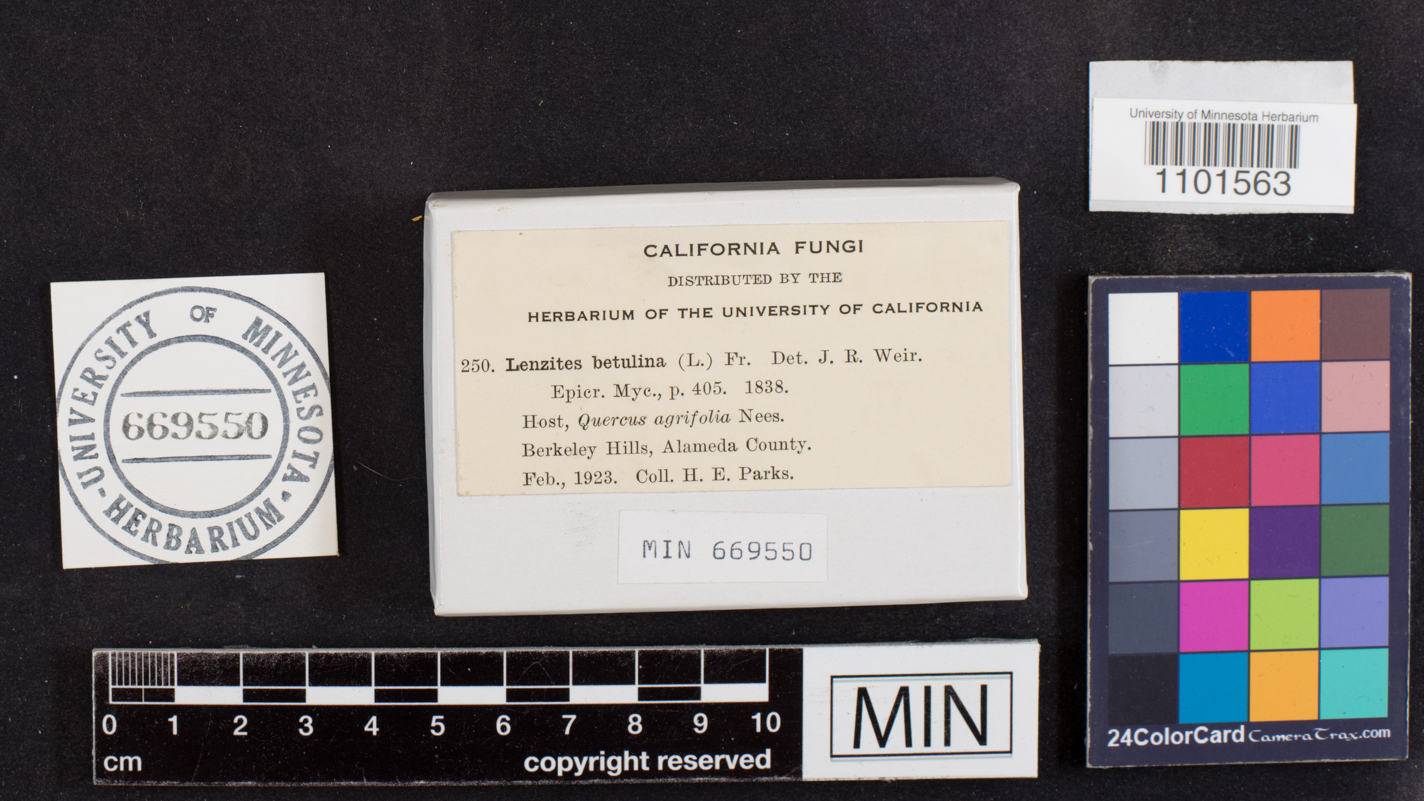 University of Minnesota Herbarium
1101563
CALIFORNIA FUNGI
DISTRIBUTED BY THE
HERBARIUM OF THE UNIVERSITY OF CALIFORNIA
250. Lenzites betulina (L.) Fr. Det. J. R. Weir.
Epicr. Myc., p. 405. 1838.
Host, Quercus agrifolia Nees.
Berkeley Hills, Alameda County.
Feb., 1923. Coll. H. E. Parks.
MIN 669550
UNIVERSITY OF MINNESOTA
669550
HERBARIUM
0 1 2 3 4 5 6 7 8 9 10
cm
copyright reserved
MIN
24ColorCard CameraTrax.com